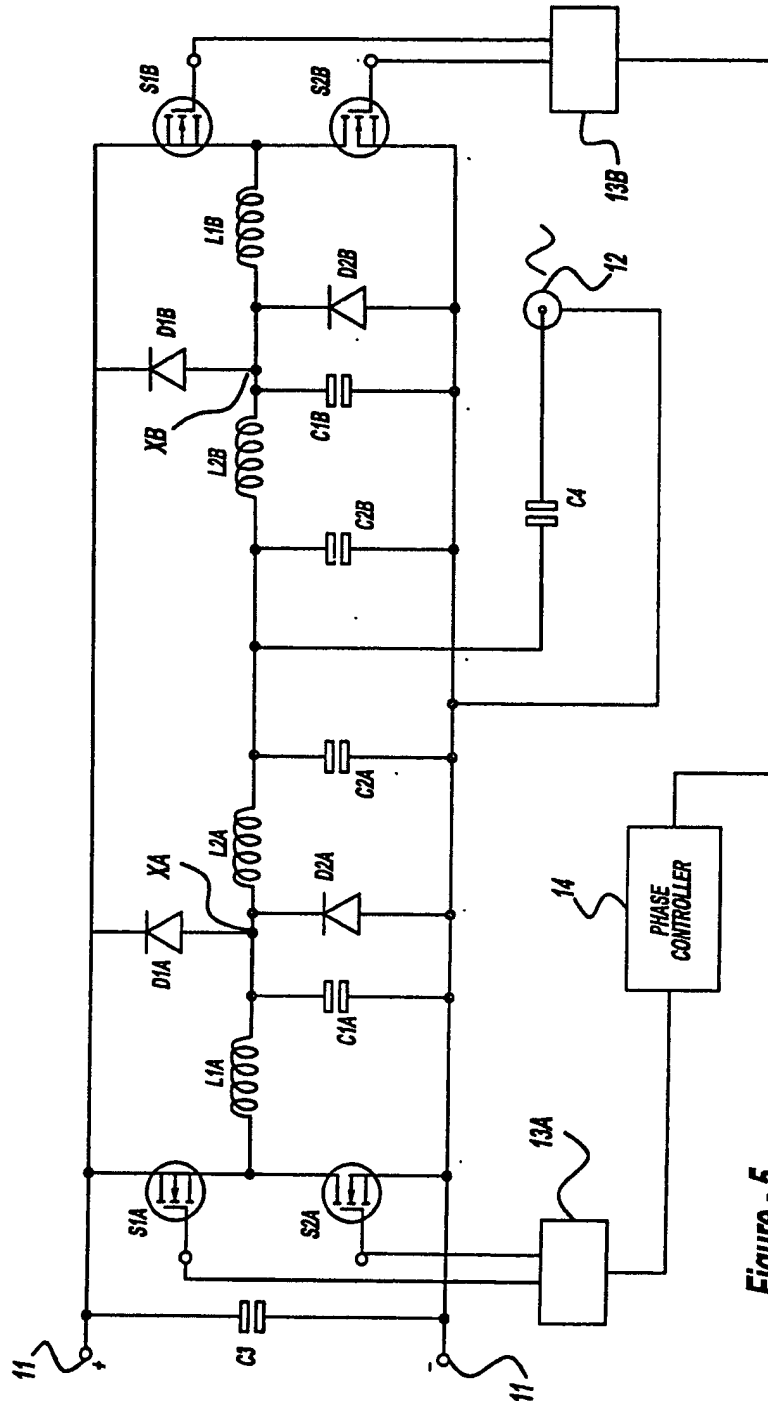 11
+
C3
11
-
S1A
S2A
13A
L1A
C1A
D1A
XA
D2A
L2A
C2A
14
PHASE
CONTROLLER
C2B
L2B
XB
C1B
D1B
D2B
L1B
C4
12
S1B
S2B
13B
Figure - 5